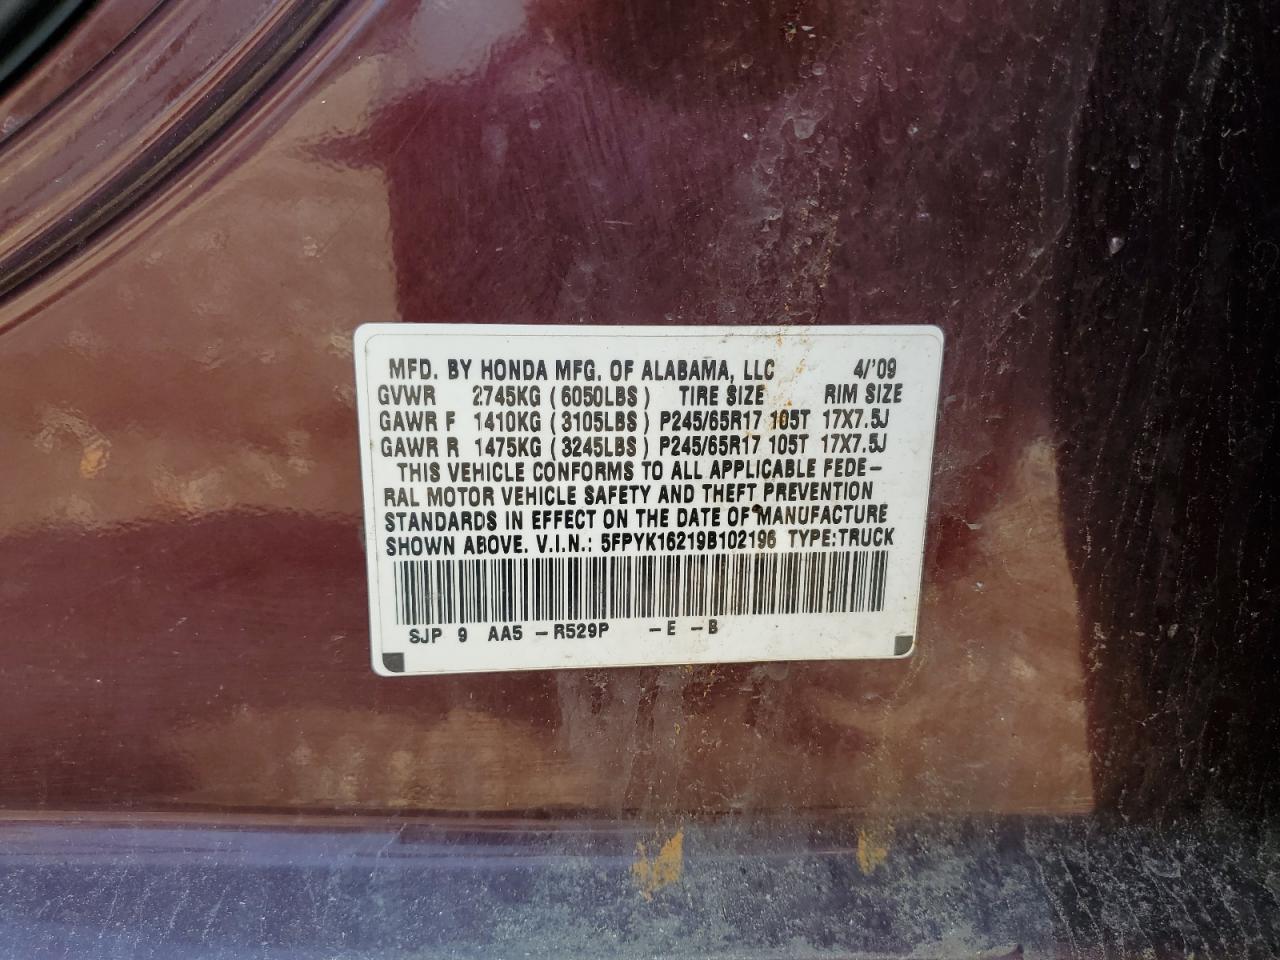 MFD. BY HONDA MFG. OF ALABAMA, LLC 4/'09
GVWR 2745KG (6050LBS) TIRE SIZE RIM SIZE
GAWR F 1410KG (3105LBS) P245/65R17 105T 17X7.5J
GAWR R 1475KG (3245LBS) P245/65R17 105T 17X7.5J
THIS VEHICLE CONFORMS TO ALL APPLICABLE FEDE-
RAL MOTOR VEHICLE SAFETY AND THEFT PREVENTION
STANDARDS IN EFFECT ON THE DATE OF MANUFACTURE
SHOWN ABOVE. V.I.N.: 5FPYK16219B102196 TYPE:TRUCK
SJP 9 AA5 -R529P -E -B